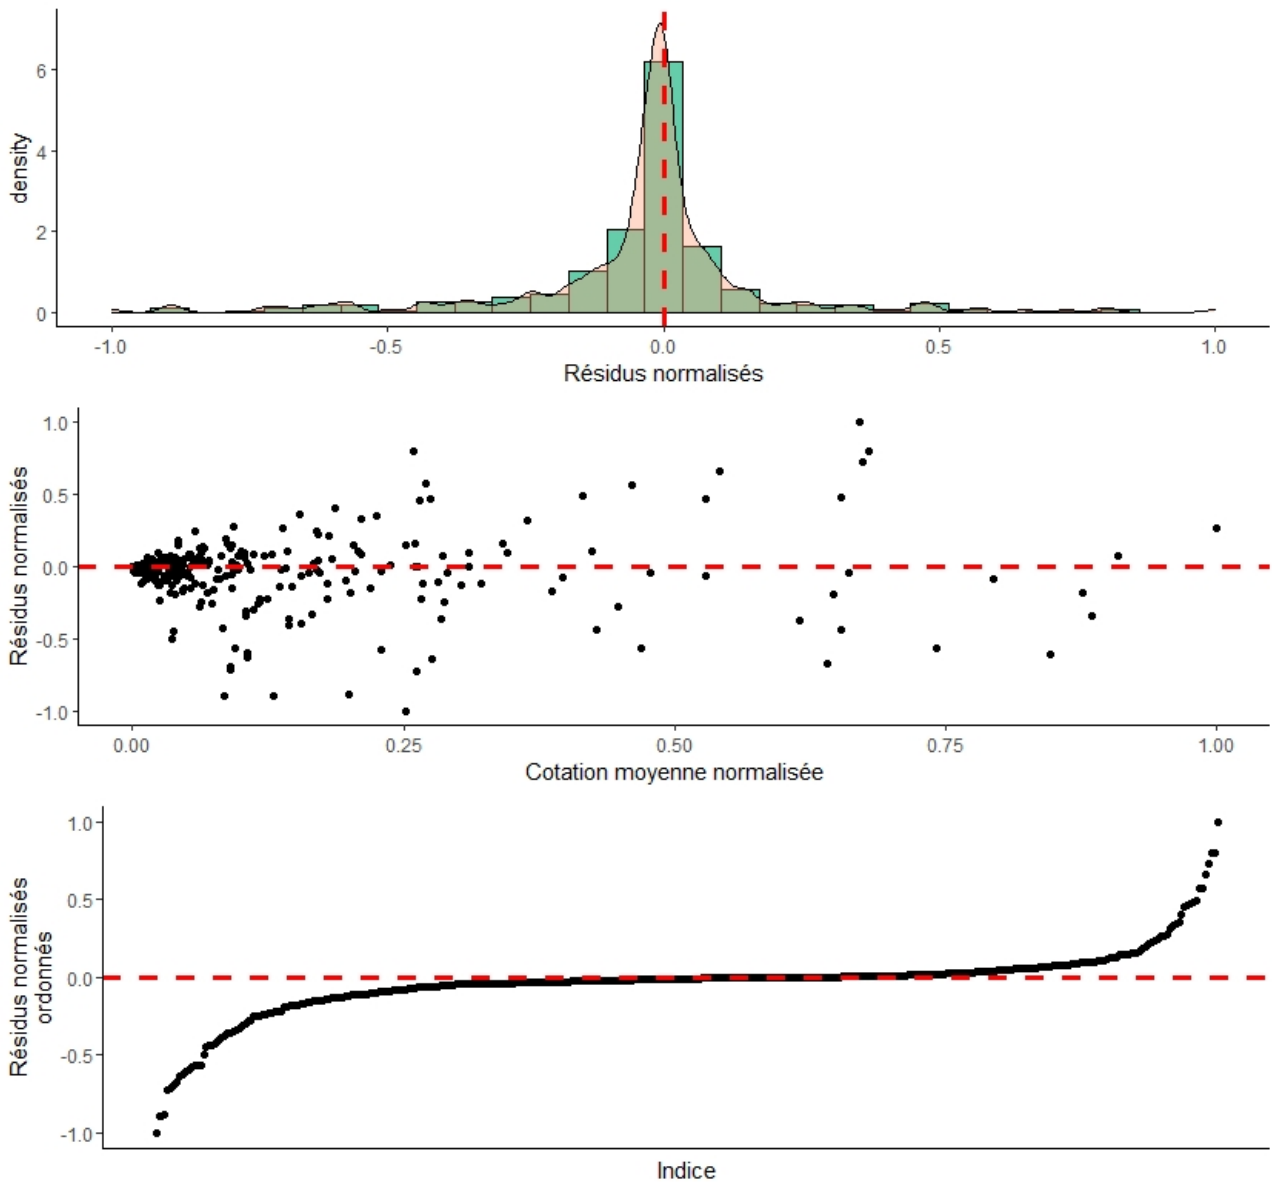 density
6
4
2
0
-1.0 -0.5 0.0 0.5 1.0
Résidus normalisés
Résidus normalisés
1.0
0.5
0.0
-0.5
-1.0
0.00 0.25 0.50 0.75 1.00
Cotation moyenne normalisée
Résidus normalisés
ordonnés
1.0
0.5
0.0
-0.5
-1.0
Indice